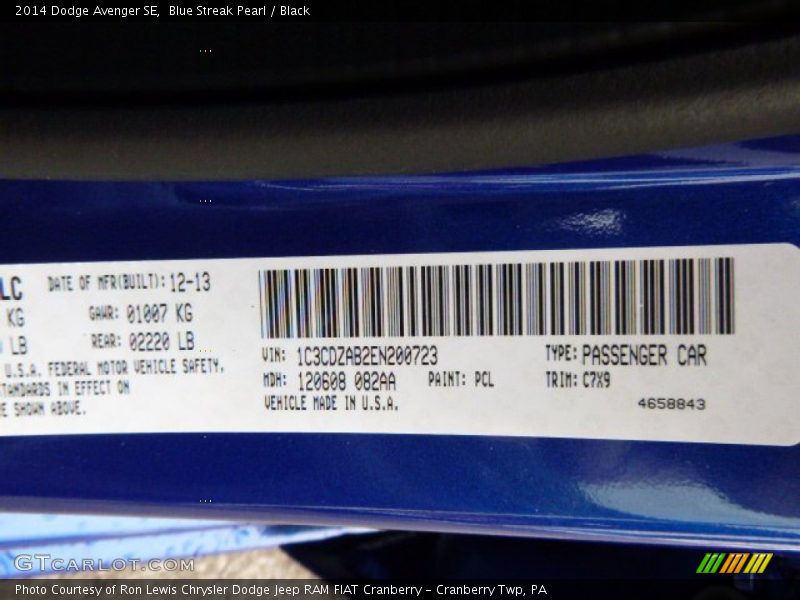 2014 Dodge Avenger SE,  Blue Streak Pearl / Black
LC DATE OF MFR(BUILT): 12-13
KG GAWR: 01007 KG
LB REAR: 02220 LB
U.S.A. FEDERAL MOTOR VEHICLE SAFETY.
STANDARDS IN EFFECT ON
SHOWN ABOVE.
VIN: 1C3CDZAB2EN200723 TYPE: PASSENGER CAR
MDH: 120608 082AA PAINT: PCL TRIM: C7X9
VEHICLE MADE IN U.S.A. 4658843
GTCarLot.com
Photo Courtesy of Ron Lewis Chrysler Dodge Jeep RAM FIAT Cranberry – Cranberry Twp, PA